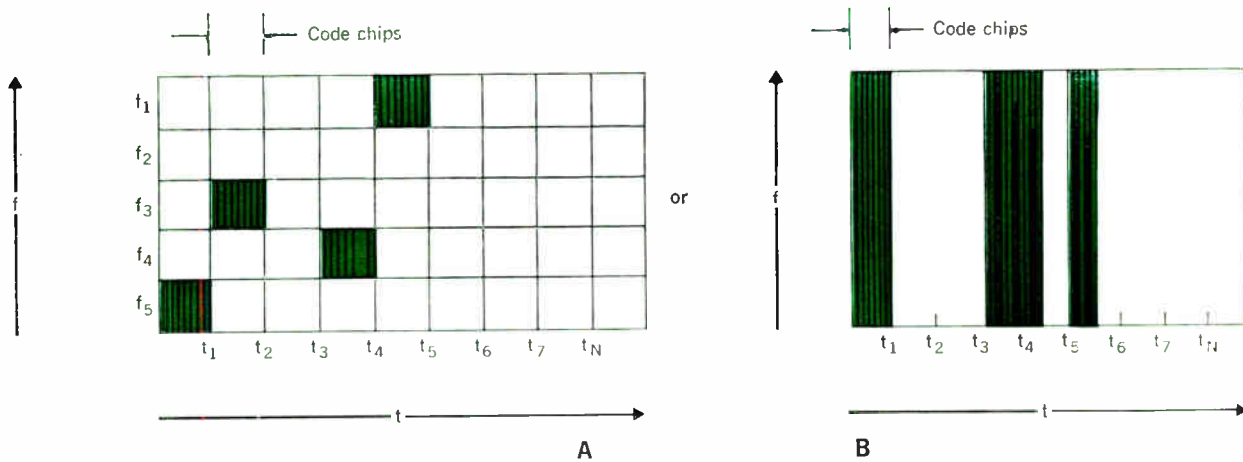 Code chips
Code chips
t1
f2
f3
f4
f5
f
t1 t2 t3 t4 t5 t6 t7 tN
t
A
or
f
t1 t2 t3 t4 t5 t6 t7 tN
t
B